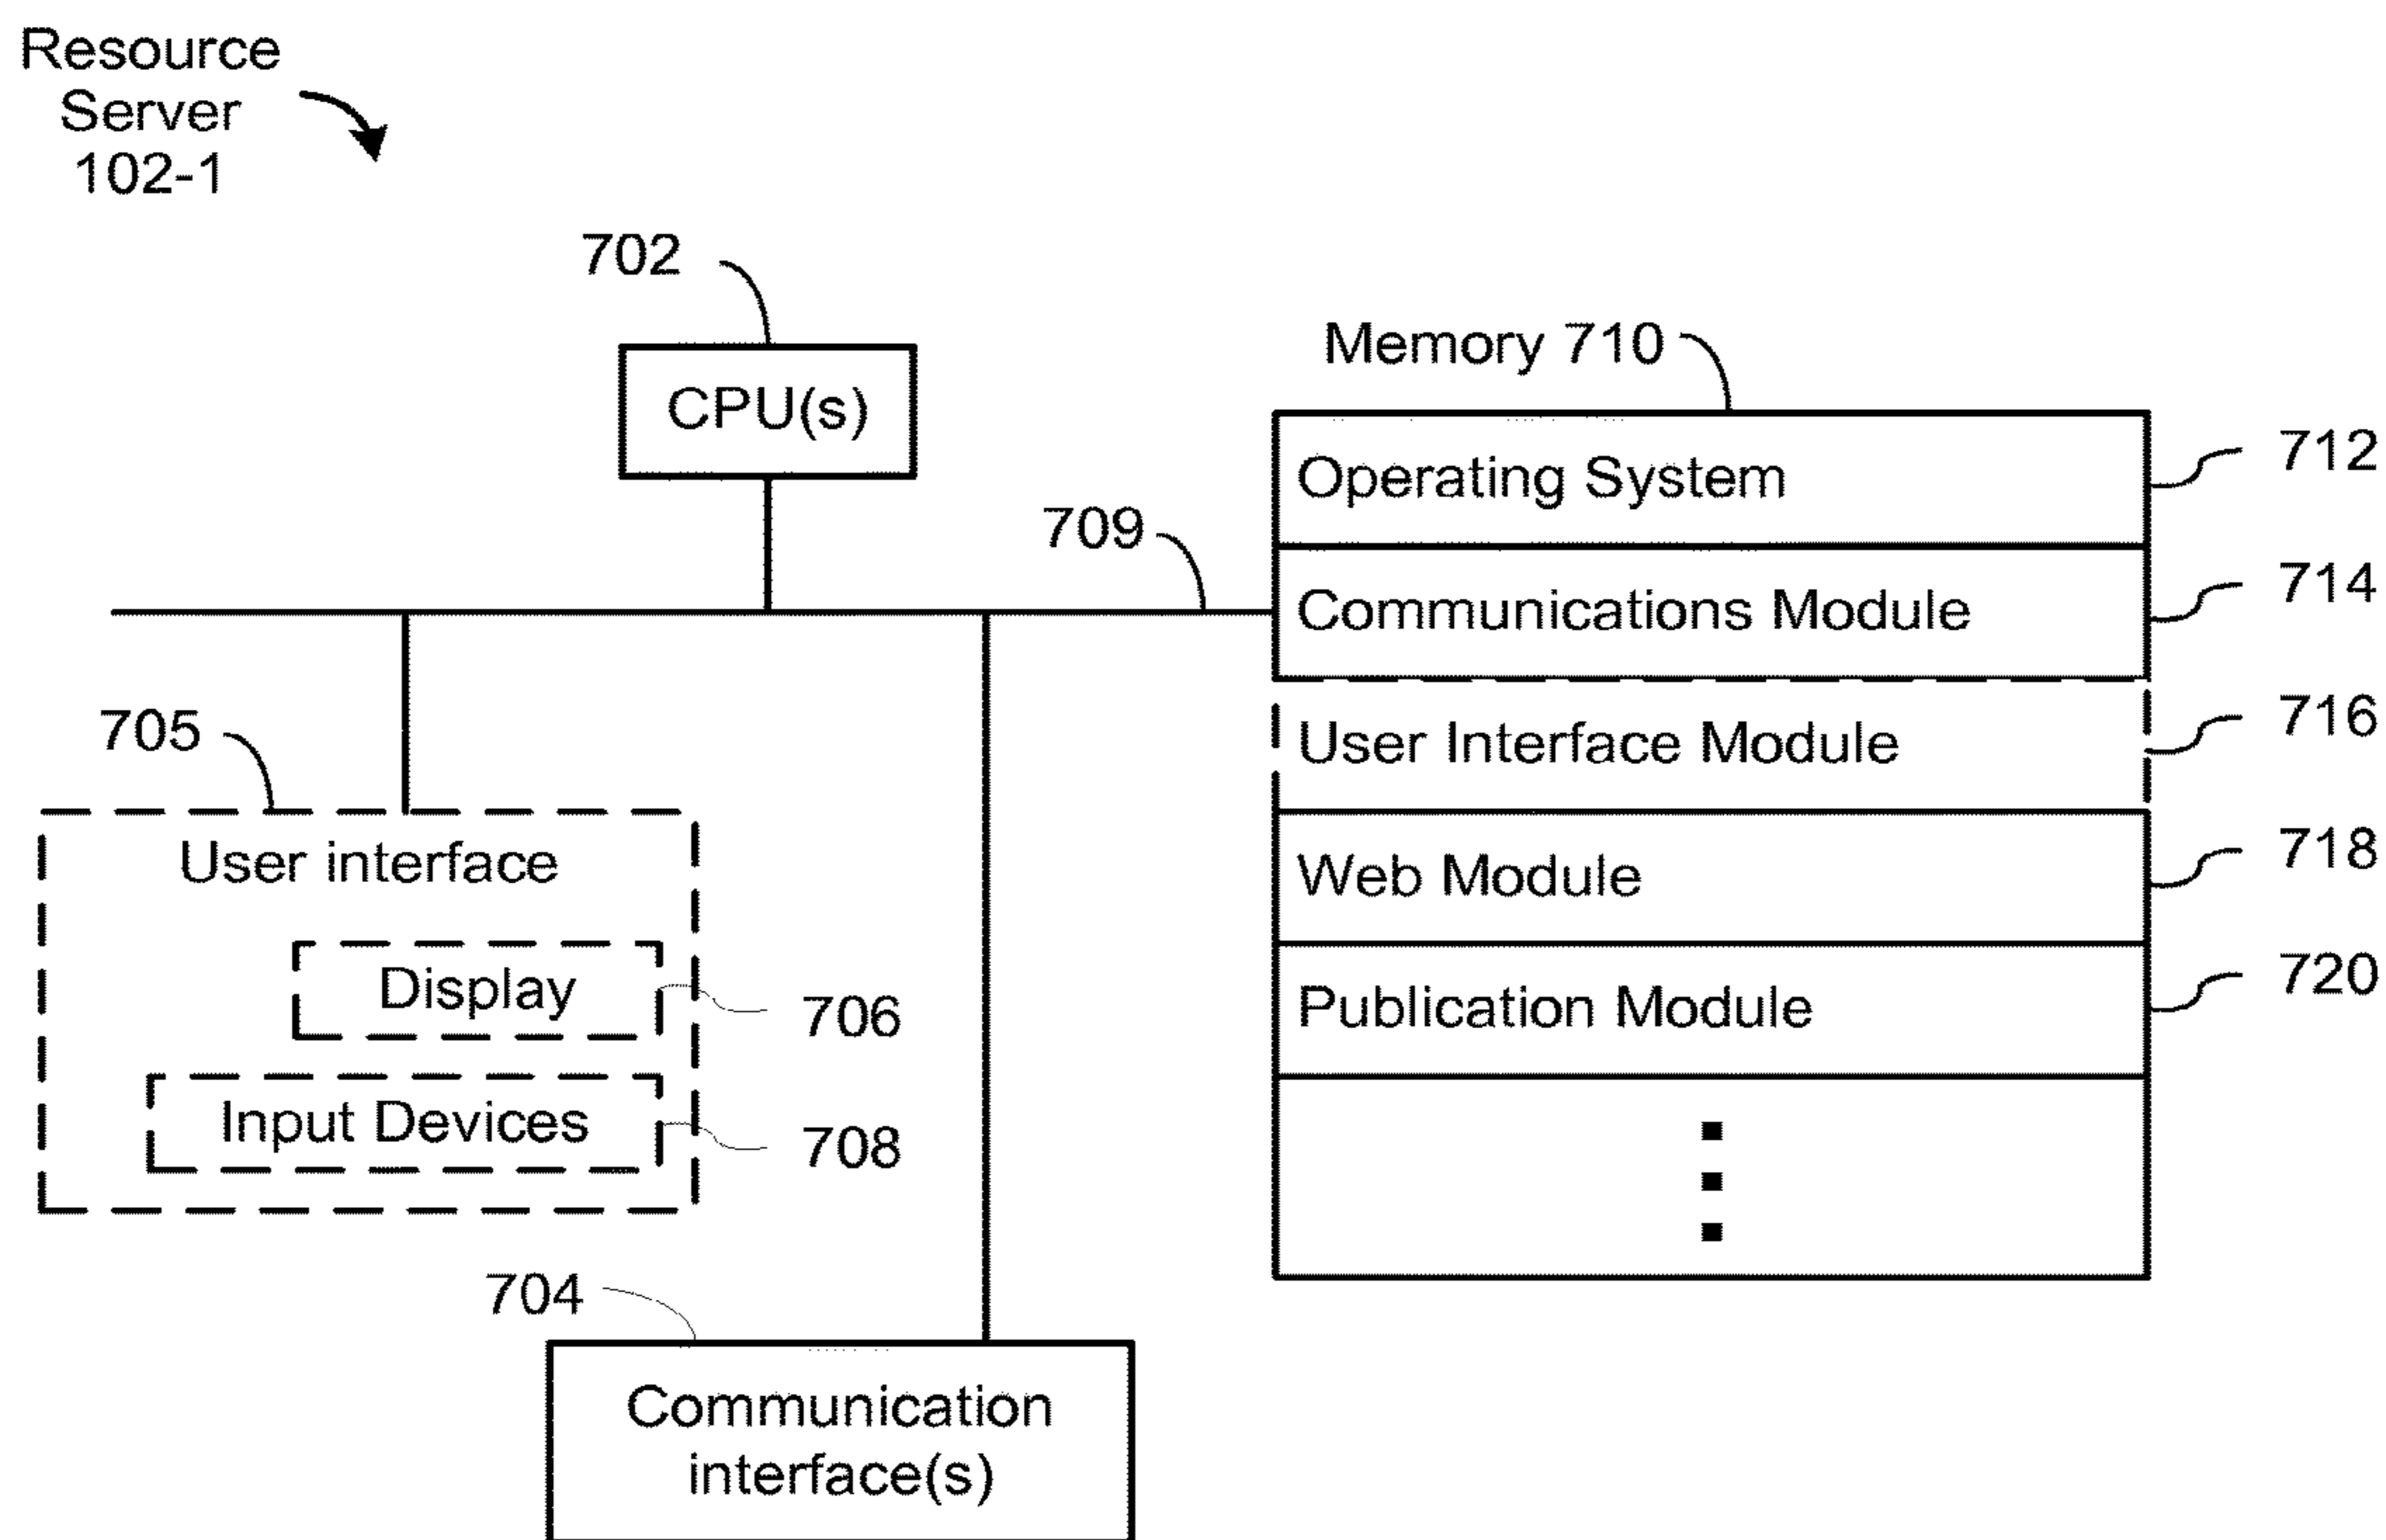 Resource
Server
102-1
702
CPU(s)
709
Memory 710
Operating System
712
Communications Module
714
User Interface Module
716
Web Module
718
Publication Module
720
705
User interface
Display
706
Input Devices
708
704
Communication
interface(s)